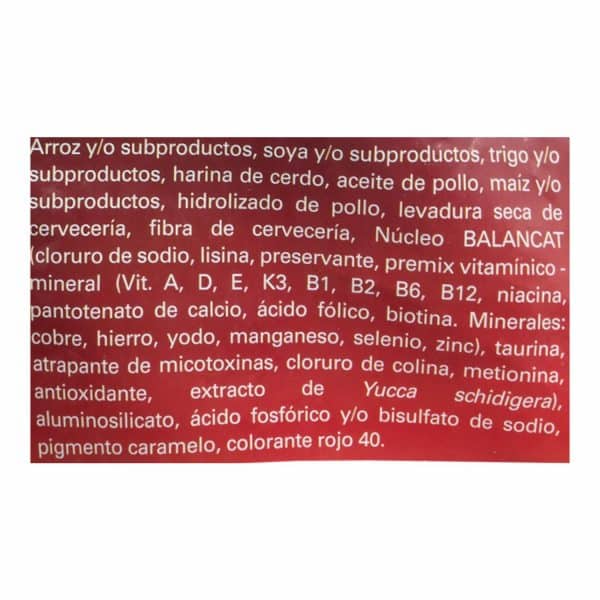 Arroz y/o subproductos, soya y/o subproductos, trigo y/o
subproductos, harina de cerdo, aceite de pollo, maíz y/o
subproductos, hidrolizado de pollo, levadura seca de
cervecería, fibra de cervecería, Núcleo BALANCAT
(cloruro de sodio, lisina, preservante, premix vitamínico -
mineral (Vit. A, D, E, K3, B1, B2, B6, B12, niacina,
pantotenato de calcio, ácido fólico, biotina. Minerales:
cobre, hierro, yodo, manganeso, selenio, zinc), taurina,
atrapante de micotoxinas, cloruro de colina, metionina,
antioxidante, extracto de Yucca schidigera),
aluminosilicato, ácido fosfórico y/o bisulfato de sodio,
pigmento caramelo, colorante rojo 40.